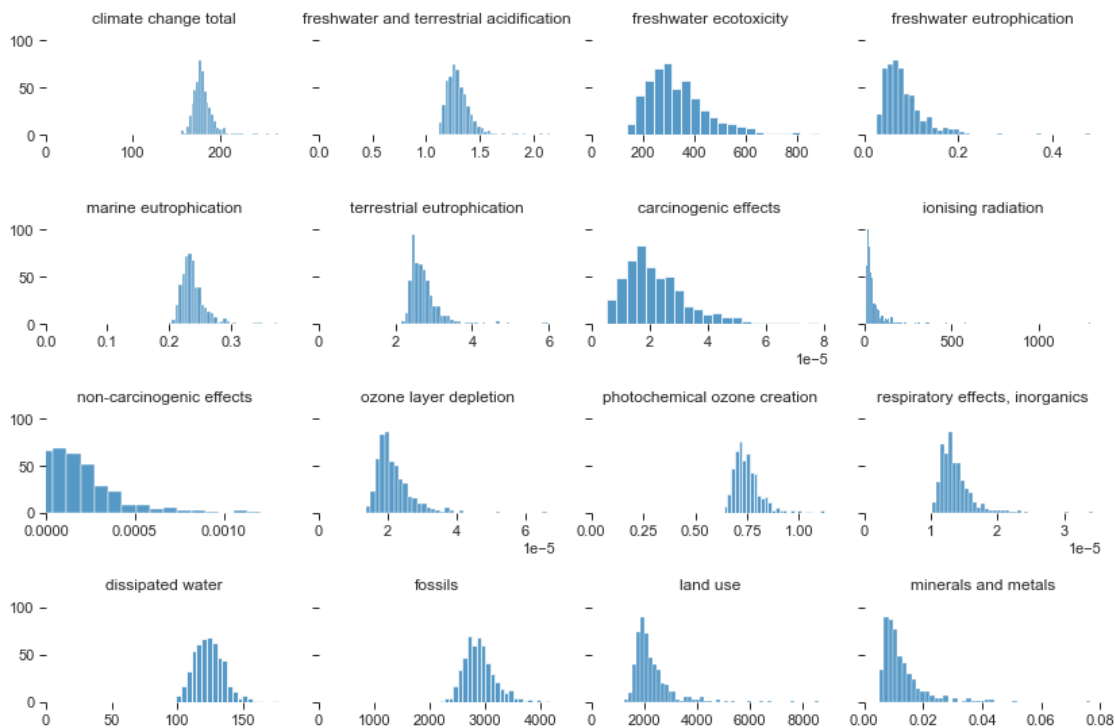 climate change total
freshwater and terrestrial acidification
freshwater ecotoxicity
freshwater eutrophication
100
50
0
0 100 200
0.0 0.5 1.0 1.5 2.0
0 200 400 600 800
0.0 0.2 0.4
marine eutrophication
terrestrial eutrophication
carcinogenic effects
ionising radiation
100
50
0
0.0 0.1 0.2 0.3
0 2 4 6
0 2 4 6 8
1e−5
0 500 1000
non-carcinogenic effects
ozone layer depletion
photochemical ozone creation
respiratory effects, inorganics
100
50
0
0.0000 0.0005 0.0010
0 2 4 6
1e−5
0.00 0.25 0.50 0.75 1.00
0 1 2 3
1e−5
dissipated water
fossils
land use
minerals and metals
100
50
0
0 50 100 150
0 1000 2000 3000 4000
0 2000 4000 6000 8000
0.00 0.02 0.04 0.06